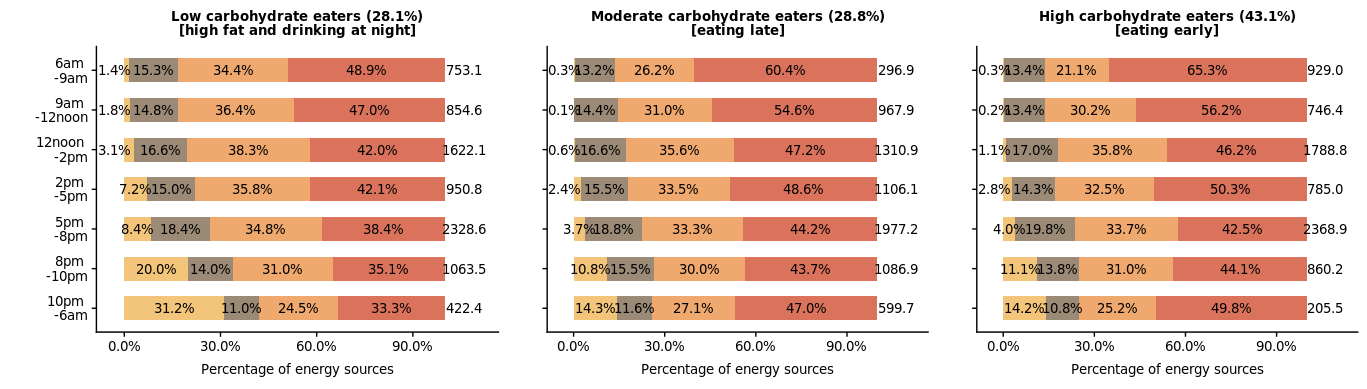 Low carbohydrate eaters (28.1%)
[high fat and drinking at night]
6am
-9am
1.4% 15.3% 34.4% 48.9% 753.1
9am
-12noon
1.8% 14.8% 36.4% 47.0% 854.6
12noon
-2pm
3.1% 16.6% 38.3% 42.0% 1622.1
2pm
-5pm
7.2% 15.0% 35.8% 42.1% 950.8
5pm
-8pm
8.4% 18.4% 34.8% 38.4% 2328.6
8pm
-10pm
20.0% 14.0% 31.0% 35.1% 1063.5
10pm
-6am
31.2% 11.0% 24.5% 33.3% 422.4
0.0% 30.0% 60.0% 90.0%
Percentage of energy sources
Moderate carbohydrate eaters (28.8%)
[eating late]
0.3% 13.2% 26.2% 60.4% 296.9
0.1% 14.4% 31.0% 54.6% 967.9
0.6% 16.6% 35.6% 47.2% 1310.9
2.4% 15.5% 33.5% 48.6% 1106.1
3.7% 18.8% 33.3% 44.2% 1977.2
10.8% 15.5% 30.0% 43.7% 1086.9
14.3% 11.6% 27.1% 47.0% 599.7
0.0% 30.0% 60.0% 90.0%
Percentage of energy sources
High carbohydrate eaters (43.1%)
[eating early]
0.3% 13.4% 21.1% 65.3% 929.0
0.2% 13.4% 30.2% 56.2% 746.4
1.1% 17.0% 35.8% 46.2% 1788.8
2.8% 14.3% 32.5% 50.3% 785.0
4.0% 19.8% 33.7% 42.5% 2368.9
11.1% 13.8% 31.0% 44.1% 860.2
14.2% 10.8% 25.2% 49.8% 205.5
0.0% 30.0% 60.0% 90.0%
Percentage of energy sources